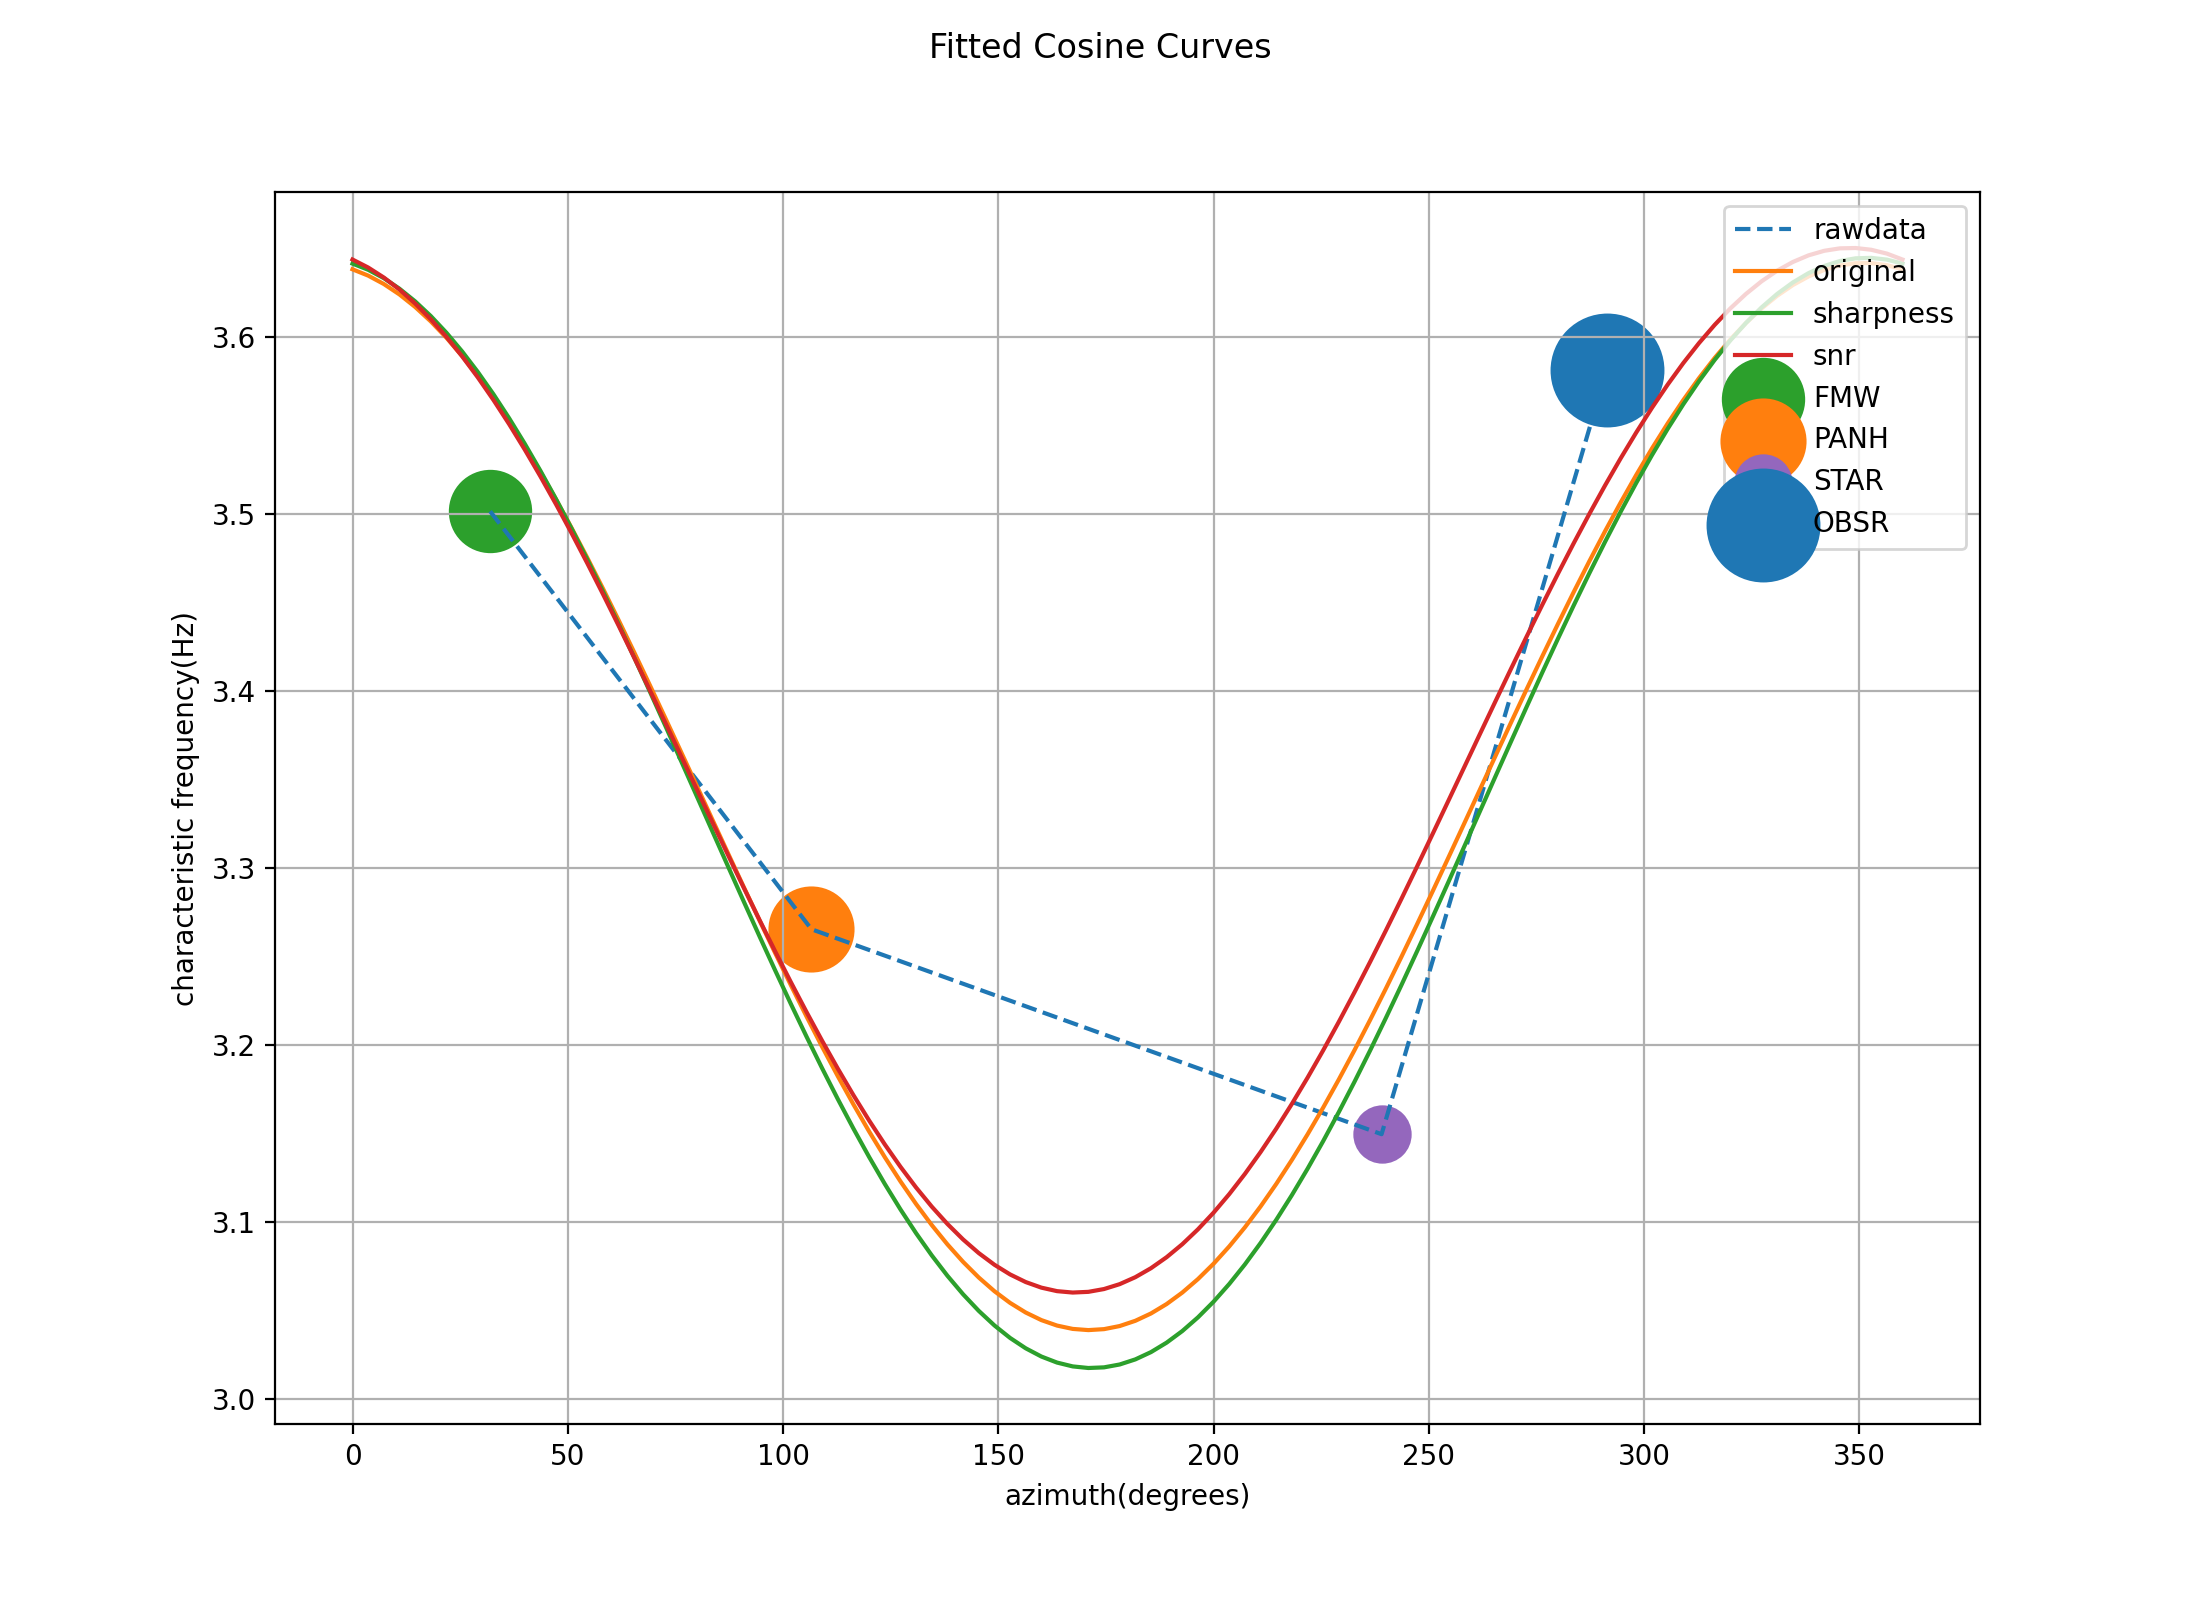 Fitted Cosine Curves
rawdata
original
sharpness
snr
FMW
PANH
STAR
OBSR
characteristic frequency(Hz)
3.6
3.5
3.4
3.3
3.2
3.1
3.0
0 50 100 150 200 250 300 350
azimuth(degrees)